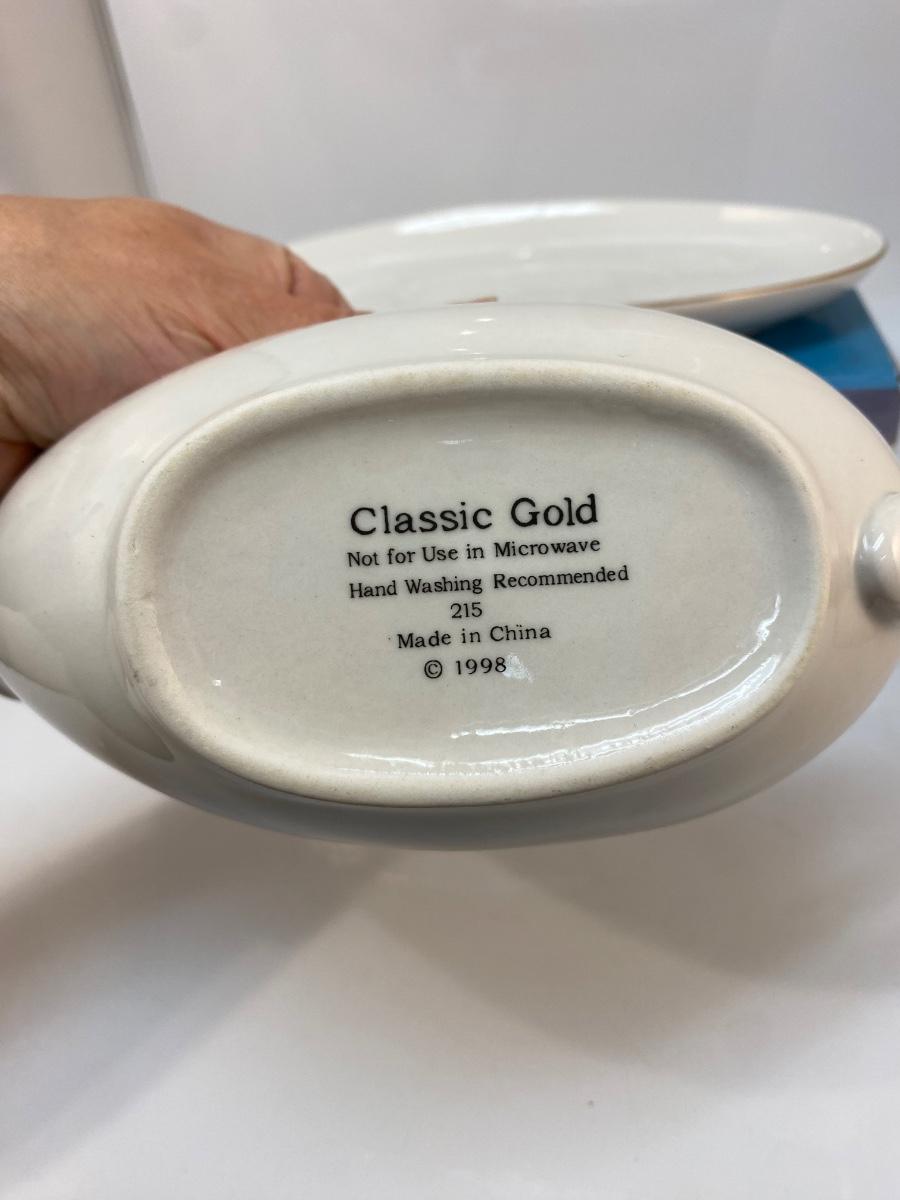 Classic Gold
Not for Use in Microwave
Hand Washing Recommended
215
Made in China
© 1998